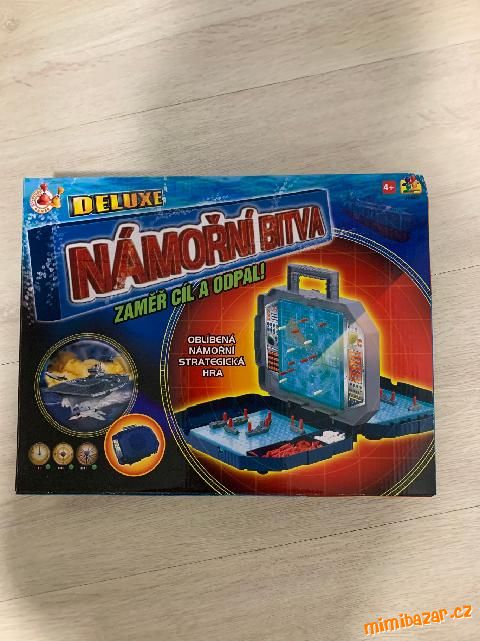 DELUXE
4+
NÁMOŘNÍ BITVA
ZAMĚŘ CÍL A ODPAL!
OBLÍBENÁ
NÁMOŘNÍ
STRATEGICKÁ
HRA
mimibazar.cz